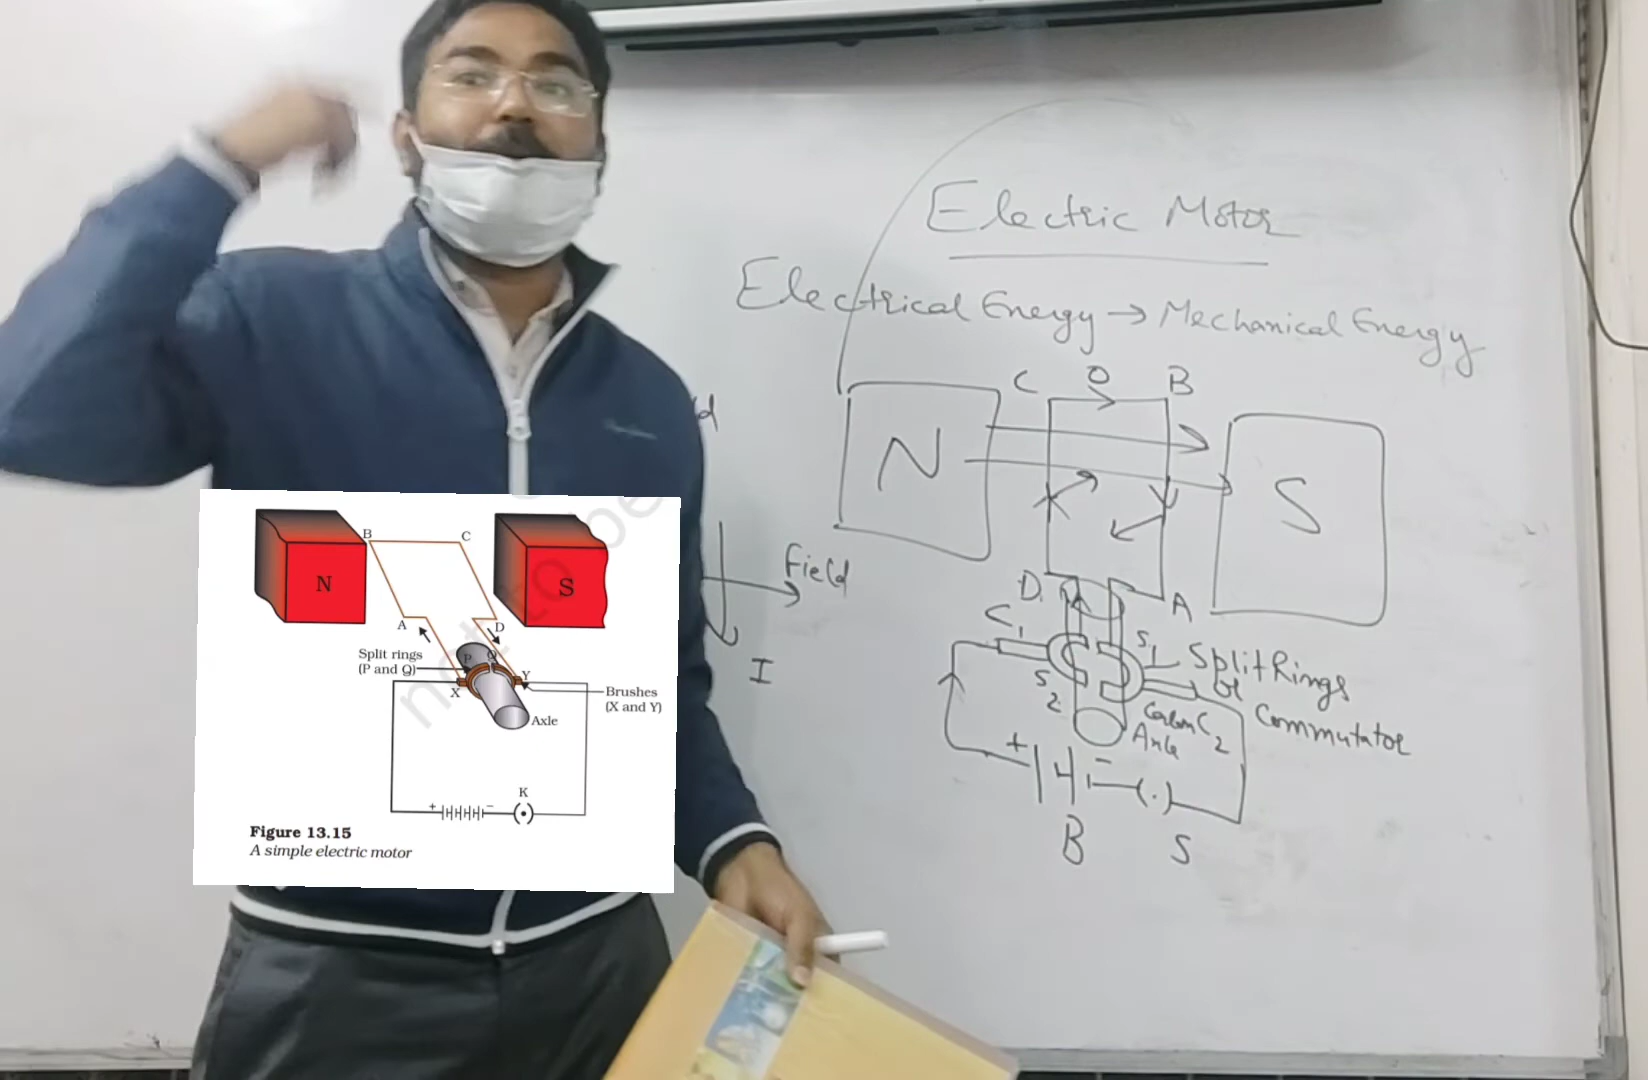 Electric Motor
Electrical Energy → Mechanical Energy
C O B
N
S
D A
field
I
C1
S1
S2
Split Rings
or
Commutator
Carbon C2
Axle
+ -
B S
B C
N S
A D
Split rings
(P and Q)
P Q
X Y
Brushes
(X and Y)
Axle
K
+ −
Figure 13.15
A simple electric motor